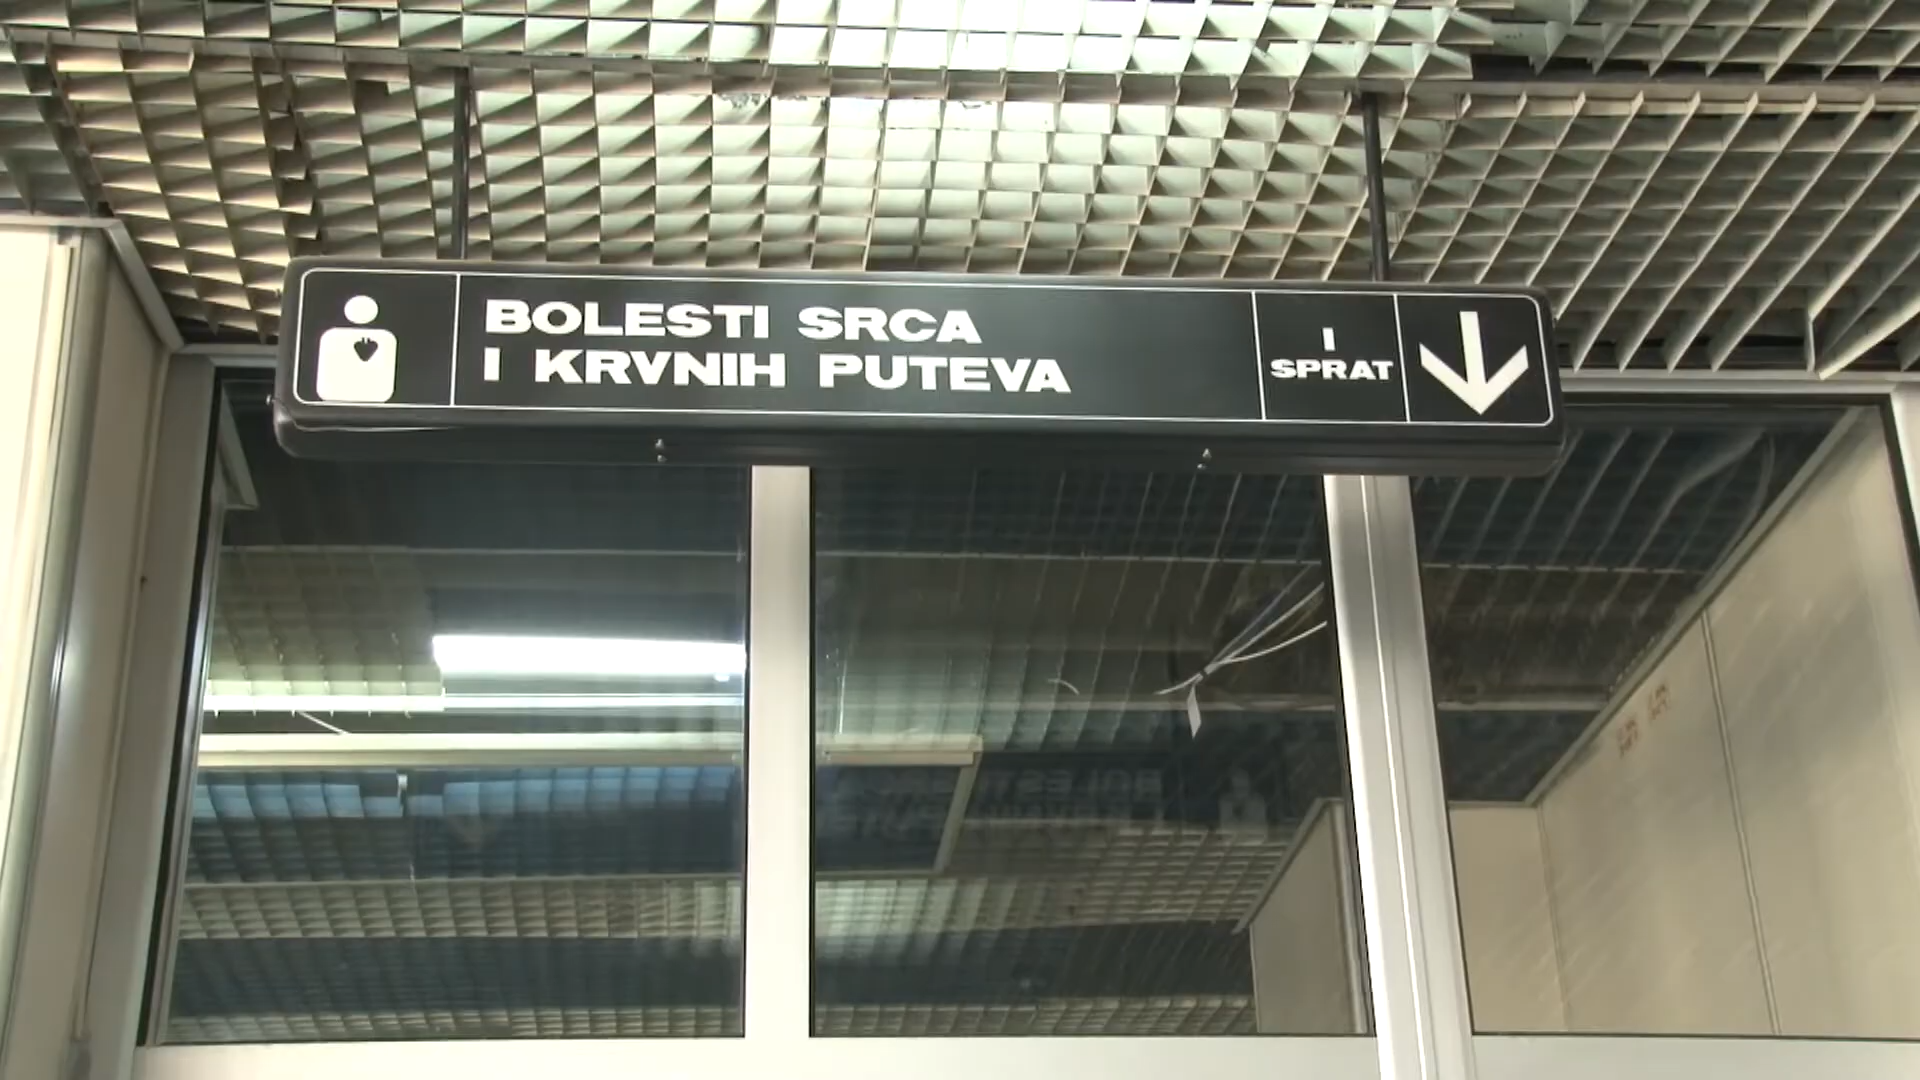 BOLESTI SRCA
I KRVNIH PUTEVA
I
SPRAT